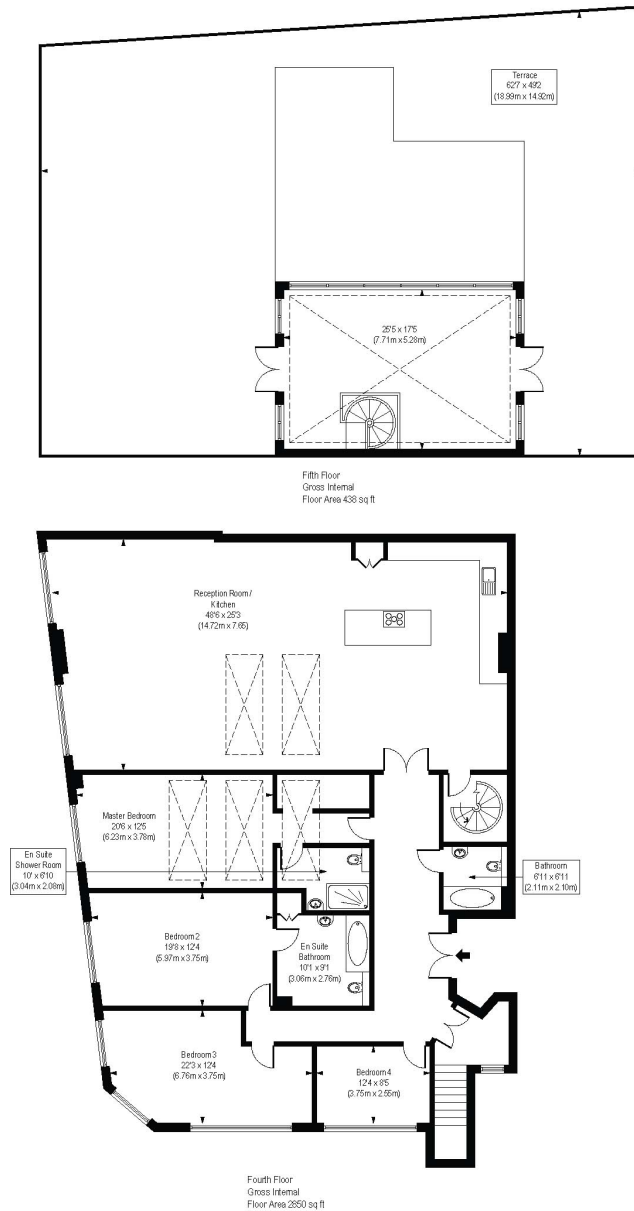 Terrace
62'7 x 49'2
(18.99m x 14.92m)
25'5 x 17'5
(7.71m x 5.28m)
Fifth Floor
Gross Internal
Floor Area 438 sq ft
Reception Room /
Kitchen
48'6 x 25'3
(14.72m x 7.65)
Master Bedroom
20'6 x 12'5
(6.23m x 3.78m)
En Suite
Shower Room
10' x 6'10
(3.04m x 2.08m)
Bathroom
6'11 x 6'11
(2.11m x 2.10m)
Bedroom 2
19'8 x 12'4
(5.97m x 3.75m)
En Suite
Bathroom
10'1 x 9'1
(3.06m x 2.76m)
Bedroom 3
22'3 x 12'4
(6.76m x 3.75m)
Bedroom 4
12'4 x 8'5
(3.75m x 2.55m)
Fourth Floor
Gross Internal
Floor Area 2850 sq ft